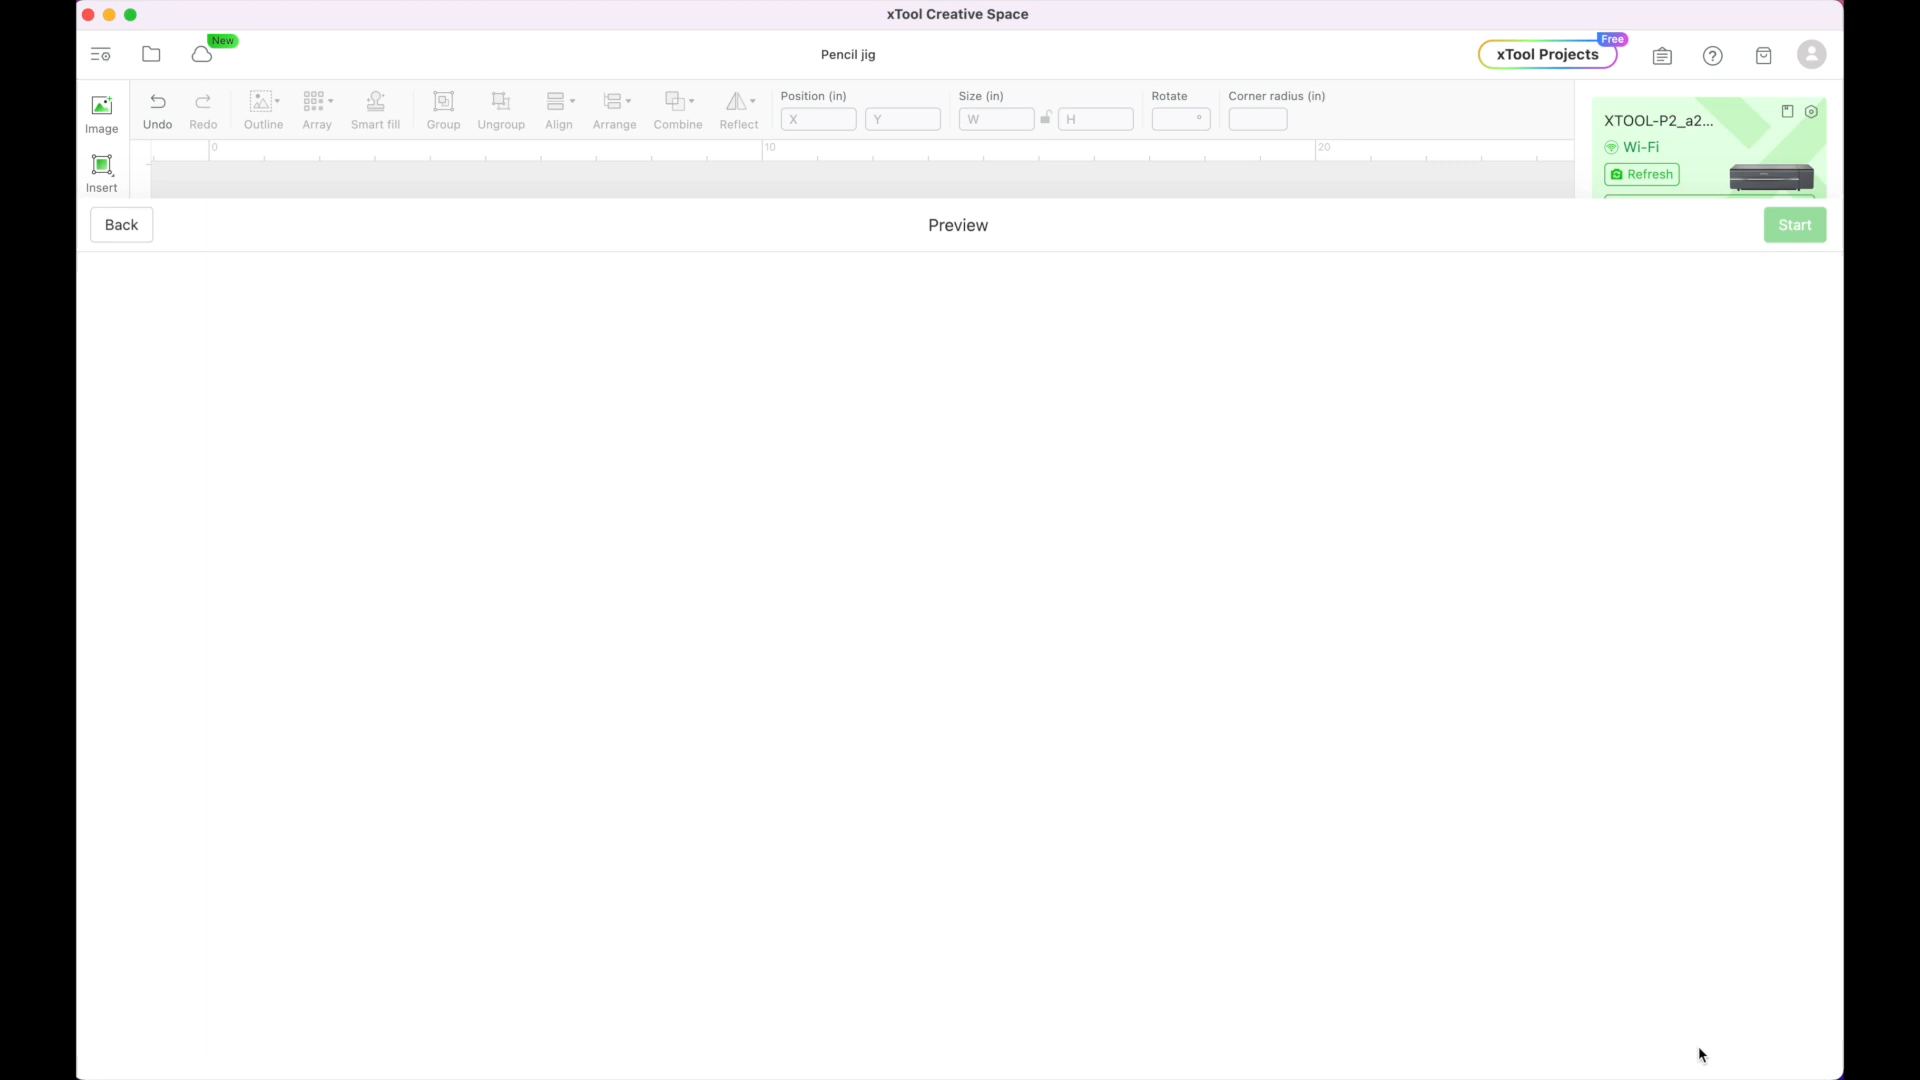 xTool Creative Space
New
Pencil jig
xTool Projects
Free
Image
Undo
Redo
Outline
Array
Smart fill
Group
Ungroup
Align
Arrange
Combine
Reflect
Position (in)
X
Y
Size (in)
W
H
Rotate
°
Corner radius (in)
XTOOL-P2_a2...
Wi-Fi
Refresh
0
10
20
Insert
Back
Preview
Start